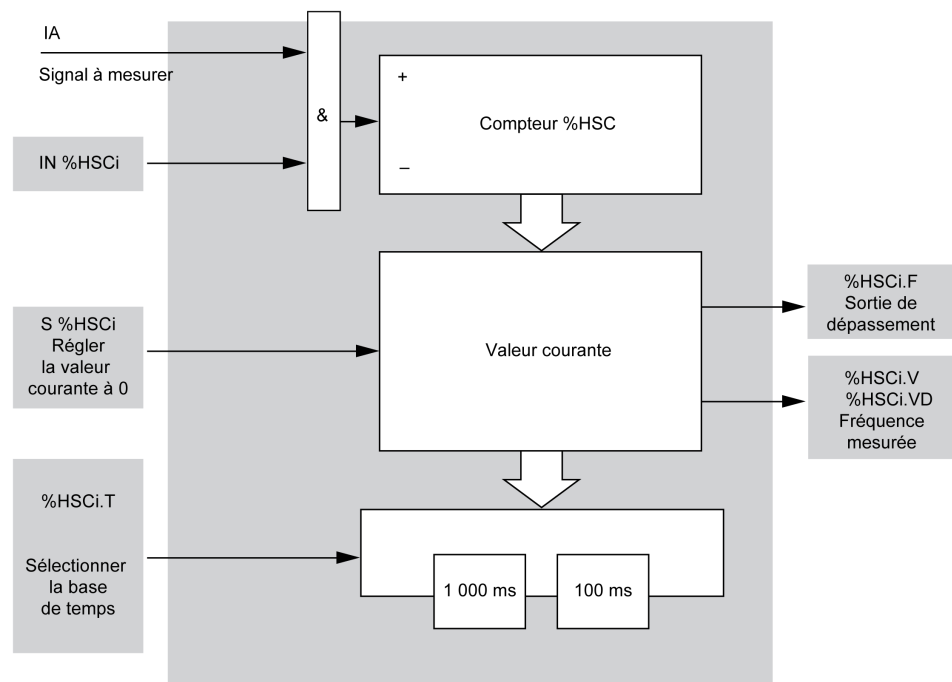 IA
Signal à mesurer
IN %HSCi
&
+
Compteur %HSC
–
S %HSCi
Régler
la valeur
courante à 0
Valeur courante
%HSCi.F
Sortie de
dépassement
%HSCi.V
%HSCi.VD
Fréquence
mesurée
%HSCi.T
Sélectionner
la base
de temps
1 000 ms
100 ms